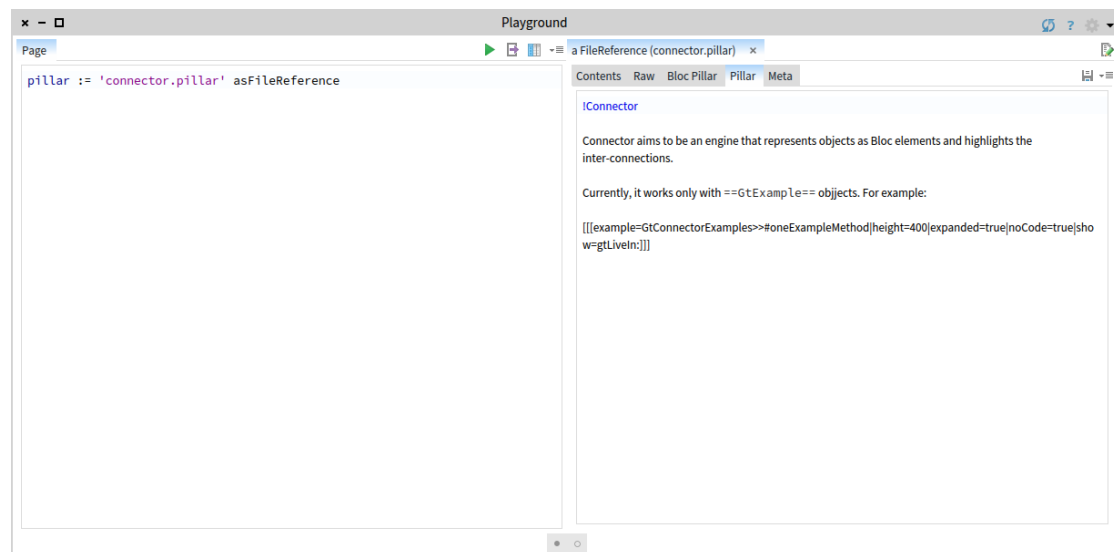 Playground
?
Page
a FileReference (connector.pillar) ×
pillar := 'connector.pillar' asFileReference
Contents Raw Bloc Pillar Pillar Meta
!Connector
Connector aims to be an engine that represents objects as Bloc elements and highlights the
inter-connections.
Currently, it works only with ==GtExample== objjects. For example:
[[[example=GtConnectorExamples>>#oneExampleMethod|height=400|expanded=true|noCode=true|sho
w=gtLiveIn:]]]